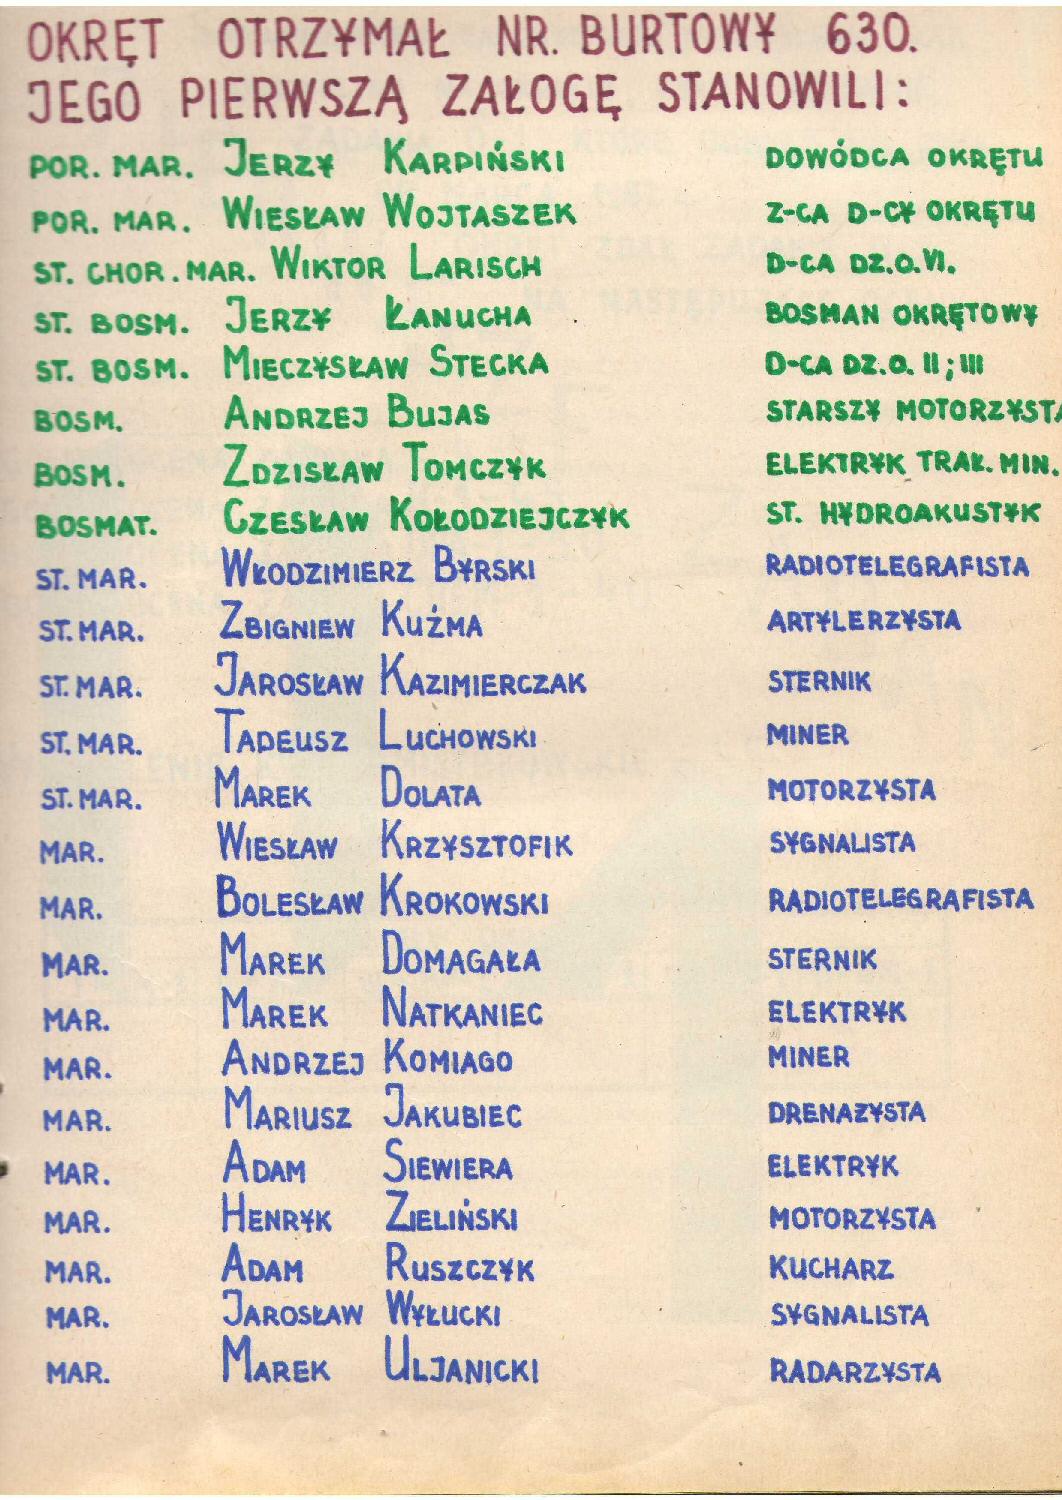 OKRĘT OTRZYMAŁ NR. BURTOWY 630.
JEGO PIERWSZĄ ZAŁOGĘ STANOWILI:
POR. MAR. JERZY KARPIŃSKI DOWÓDCA OKRĘTU
POR. MAR. WIESŁAW WOJTASZEK Z-CA D-CY OKRĘTU
ST. CHOR. MAR. WIKTOR LARISCH D-CA DZ.O.VI.
ST. BOSM. JERZY ŁANUCHA BOSMAN OKRĘTOWY
ST. BOSM. MIECZYSŁAW STECKA D-CA DZ.O. II; III
BOSM. ANDRZEJ BUJAS STARSZY MOTORZYSTA
BOSM. ZDZISŁAW TOMCZYK ELEKTRYK TRAŁ. MIN.
BOSMAT. CZESŁAW KOŁODZIEJCZYK ST. HYDROAKUSTYK
ST. MAR. WŁODZIMIERZ BYRSKI RADIOTELEGRAFISTA
ST. MAR. ZBIGNIEW KUŹMA ARTYLERZYSTA
ST. MAR. JAROSŁAW KAZIMIERCZAK STERNIK
ST. MAR. TADEUSZ LUCHOWSKI MINER
ST. MAR. MAREK DOLATA MOTORZYSTA
MAR. WIESŁAW KRZYSZTOFIK SYGNALISTA
MAR. BOLESŁAW KROKOWSKI RADIOTELEGRAFISTA
MAR. MAREK DOMAGAŁA STERNIK
MAR. MAREK NATKANIEC ELEKTRYK
MAR. ANDRZEJ KOMIAGO MINER
MAR. MARIUSZ JAKUBIEC DRENAŻYSTA
MAR. ADAM SIEWIERA ELEKTRYK
MAR. HENRYK ZIELIŃSKI MOTORZYSTA
MAR. ADAM RUSZCZYK KUCHARZ
MAR. JAROSŁAW WYŁUCKI SYGNALISTA
MAR. MAREK ULJANICKI RADARZYSTA